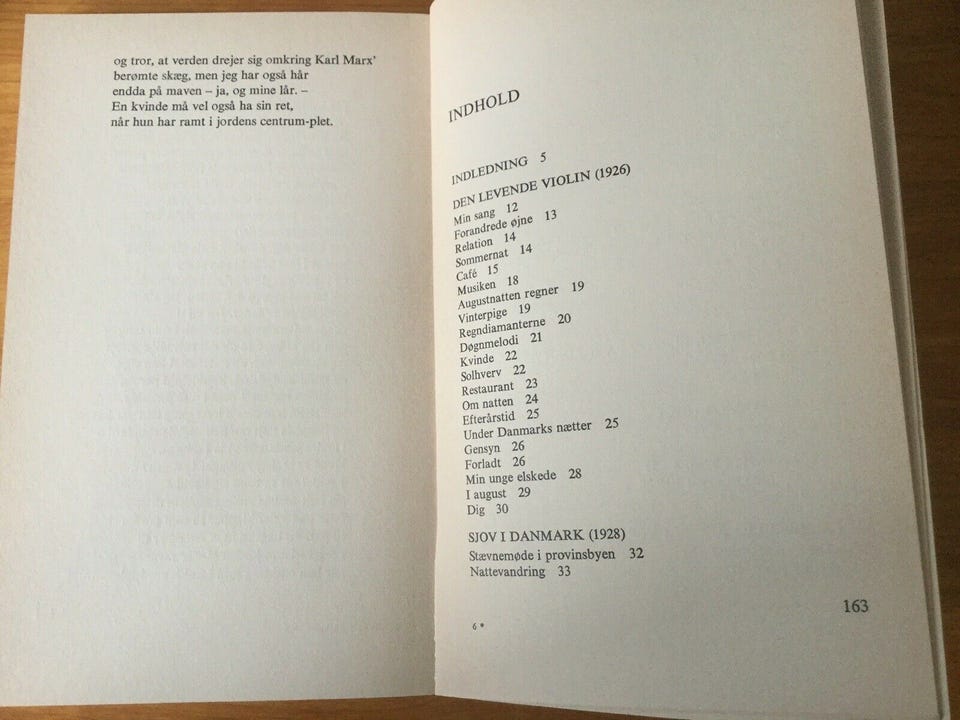 og tror, at verden drejer sig omkring Karl Marx'
berømte skæg, men jeg har også hår
endda på maven – ja, og mine lår. –
En kvinde må vel også ha sin ret,
når hun har ramt i jordens centrum-plet.
INDHOLD
INDLEDNING 5
DEN LEVENDE VIOLIN (1926)
Min sang 12
Forandrede øjne 13
Relation 14
Sommernat 14
Café 15
Musiken 18
Augustnatten regner 19
Vinterpige 19
Regndiamanterne 20
Døgnmelodi 21
Kvinde 22
Solhverv 22
Restaurant 23
Om natten 24
Efterårstid 25
Under Danmarks nætter 25
Gensyn 26
Forladt 26
Min unge elskede 28
I august 29
Dig 30
SJOV I DANMARK (1928)
Stævnemøde i provinsbyen 32
Nattevandring 33
163
6 *